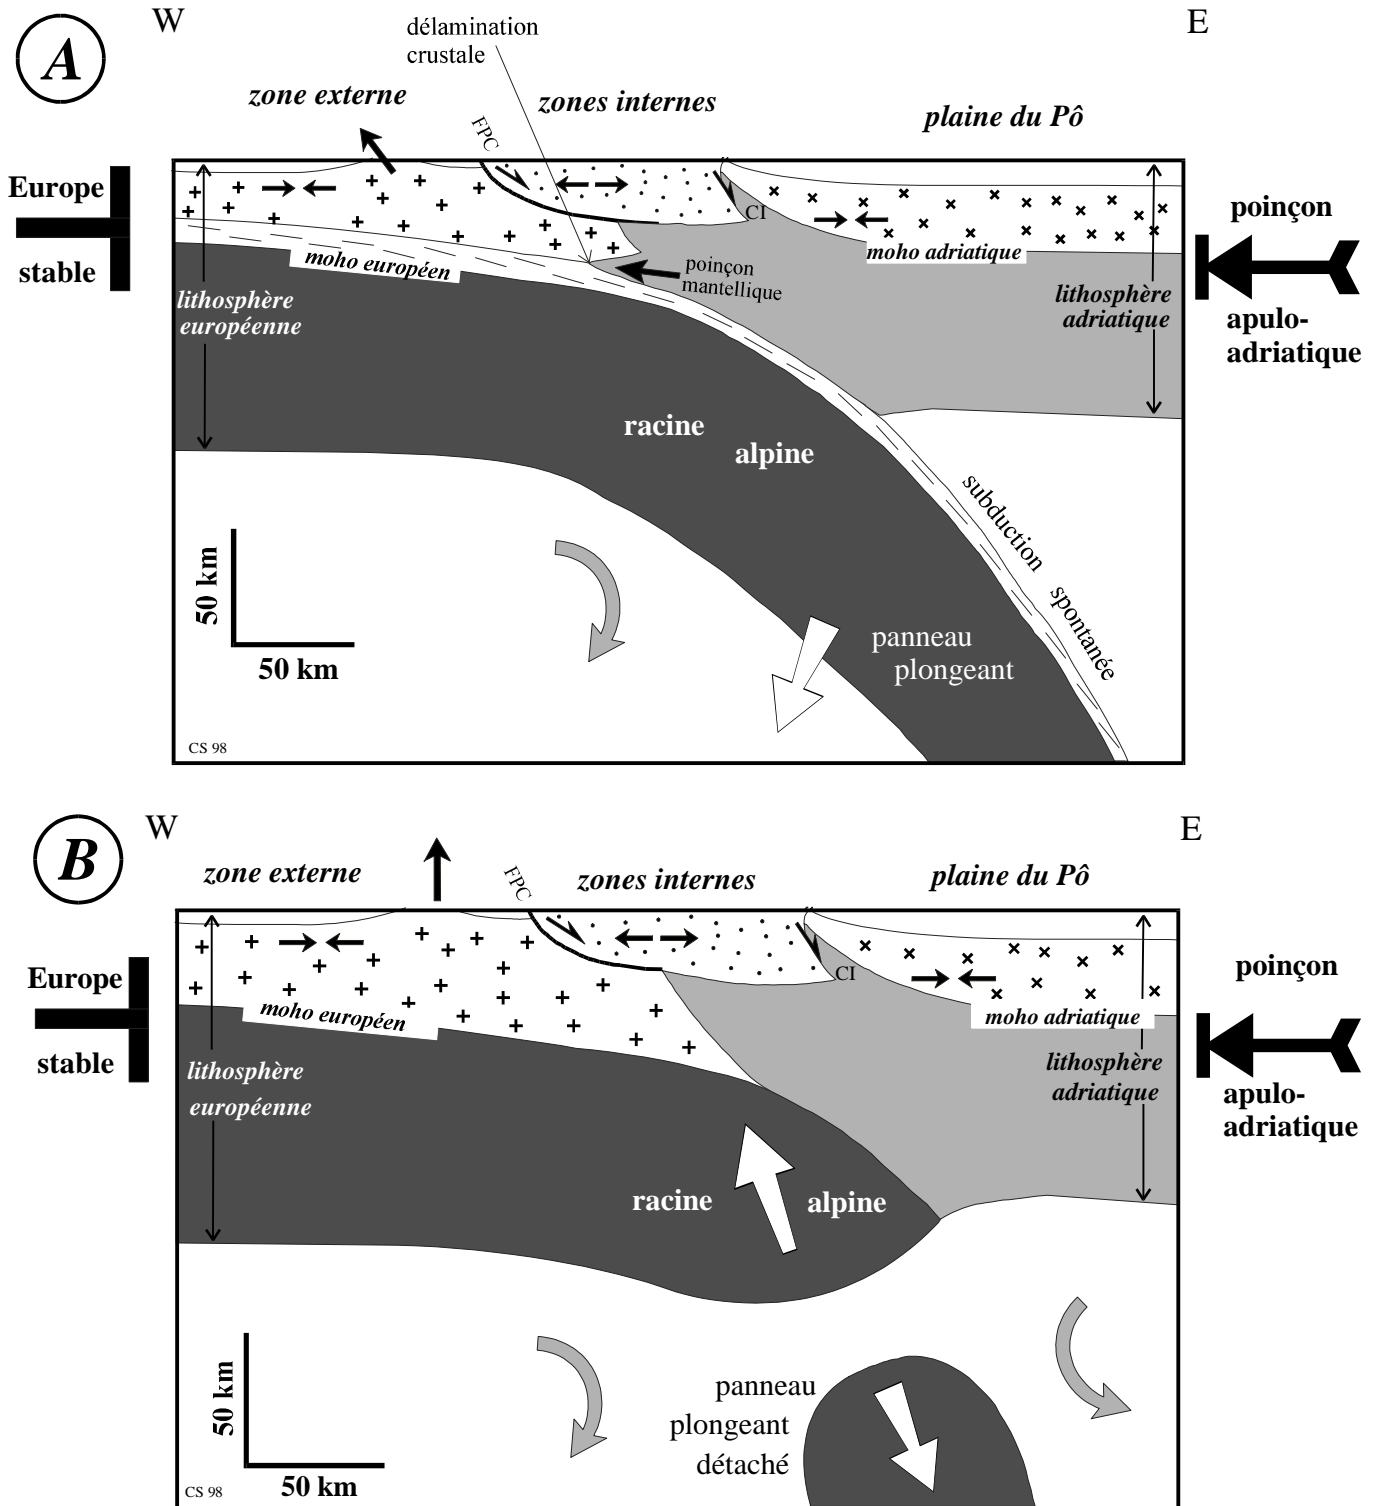 W
E
A
délamination
crustale
zone externe
zones internes
plaine du Pô
FPC
CI
Europe
stable
moho européen
lithosphère
européenne
poinçon
mantellique
moho adriatique
lithosphère
adriatique
poinçon
apulo-
adriatique
racine
alpine
subduction
spontanée
panneau
plongeant
50 km
50 km
CS 98
W
E
B
zone externe
zones internes
plaine du Pô
FPC
CI
Europe
stable
moho européen
lithosphère
européenne
moho adriatique
lithosphère
adriatique
poinçon
apulo-
adriatique
racine
alpine
panneau
plongeant
détaché
50 km
50 km
CS 98